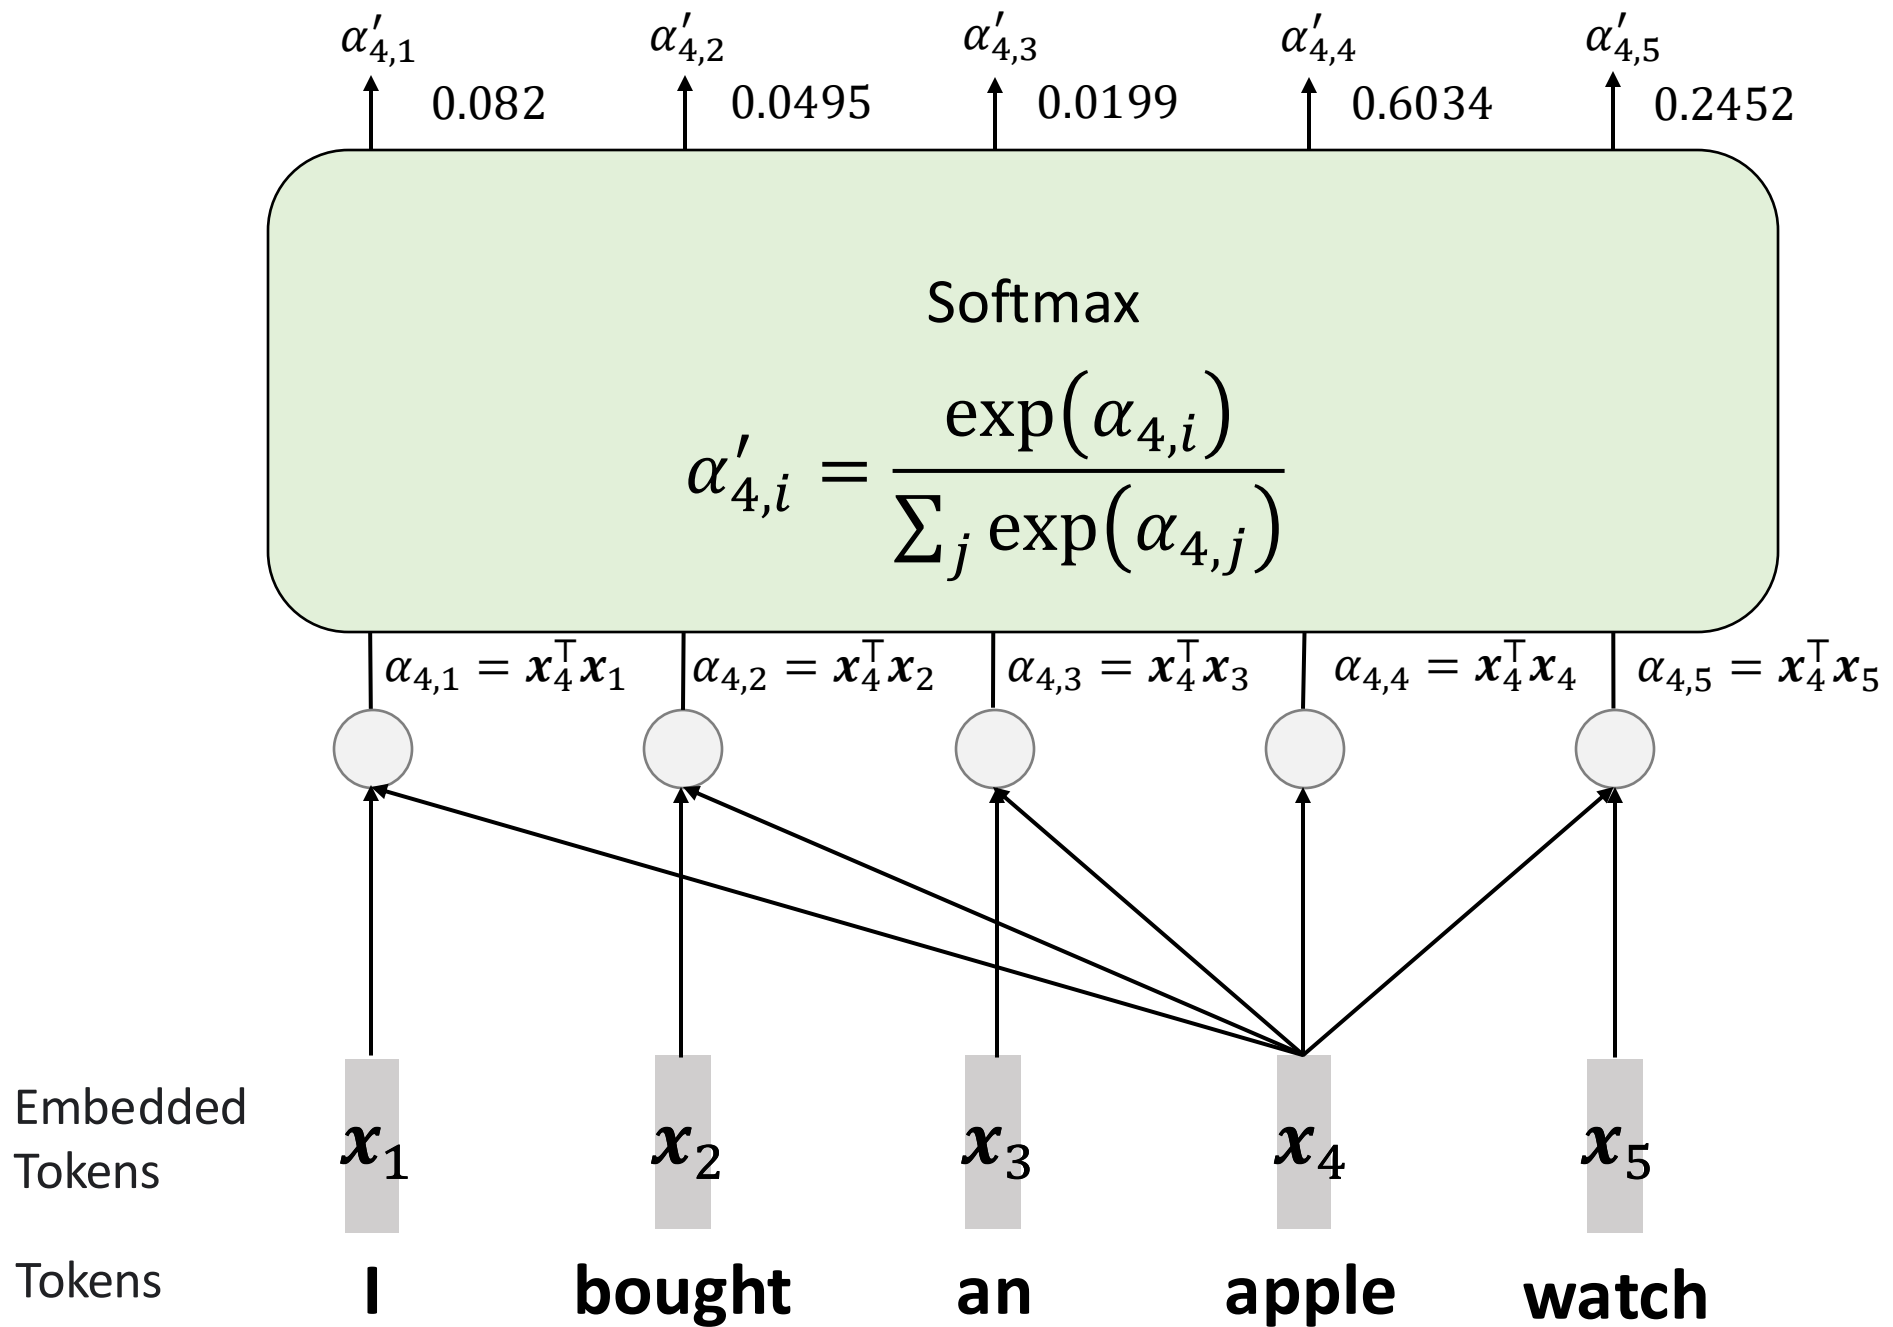 α′4,1 α′4,2 α′4,3 α′4,4 α′4,5
0.082 0.0495 0.0199 0.6034 0.2452
Softmax
α′4,i = exp(α4,i) / ∑j exp(α4,j)
α4,1 = x4⊤x1 α4,2 = x4⊤x2 α4,3 = x4⊤x3 α4,4 = x4⊤x4 α4,5 = x4⊤x5
Embedded
Tokens
x1 x2 x3 x4 x5
Tokens I bought an apple watch